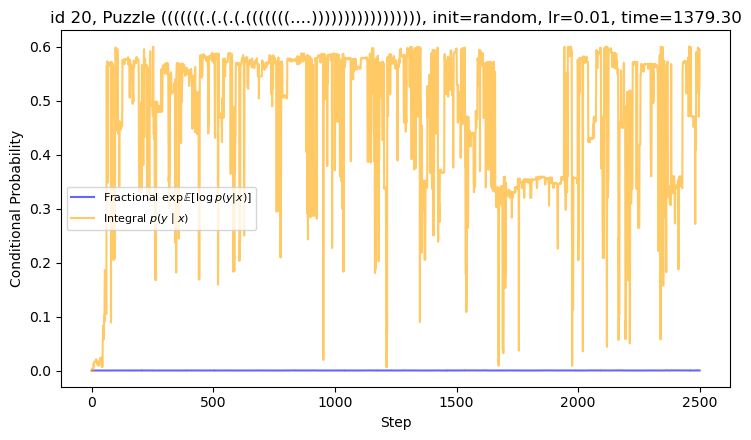 id 20, Puzzle (((((((.(.(.(.(((((((....))))))))))))))))), init=random, lr=0.01, time=1379.30
0.6
0.5
0.4
0.3
0.2
0.1
0.0
Conditional Probability
Fractional exp 𝔼[log p(y|x)]
Integral p(y | x)
0 500 1000 1500 2000 2500
Step